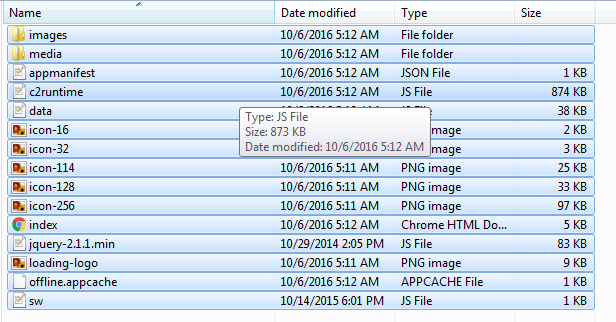 Name Date modified Type Size
images 10/6/2016 5:12 AM File folder
media 10/6/2016 5:12 AM File folder
appmanifest 10/6/2016 5:12 AM JSON File 1 KB
c2runtime 10/6/2016 5:12 AM JS File 874 KB
data 38 KB
Type: JS File
icon-16 image 2 KB
Size: 873 KB
icon-32 image 3 KB
Date modified: 10/6/2016 5:12 AM
icon-114 10/6/2016 5:11 AM PNG image 25 KB
icon-128 10/6/2016 5:11 AM PNG image 33 KB
icon-256 10/6/2016 5:11 AM PNG image 97 KB
index 10/6/2016 5:12 AM Chrome HTML Do... 5 KB
jquery-2.1.1.min 10/29/2014 2:05 PM JS File 83 KB
loading-logo 10/6/2016 5:11 AM PNG image 9 KB
offline.appcache 10/6/2016 5:12 AM APPCACHE File 1 KB
sw 10/14/2015 6:01 PM JS File 1 KB